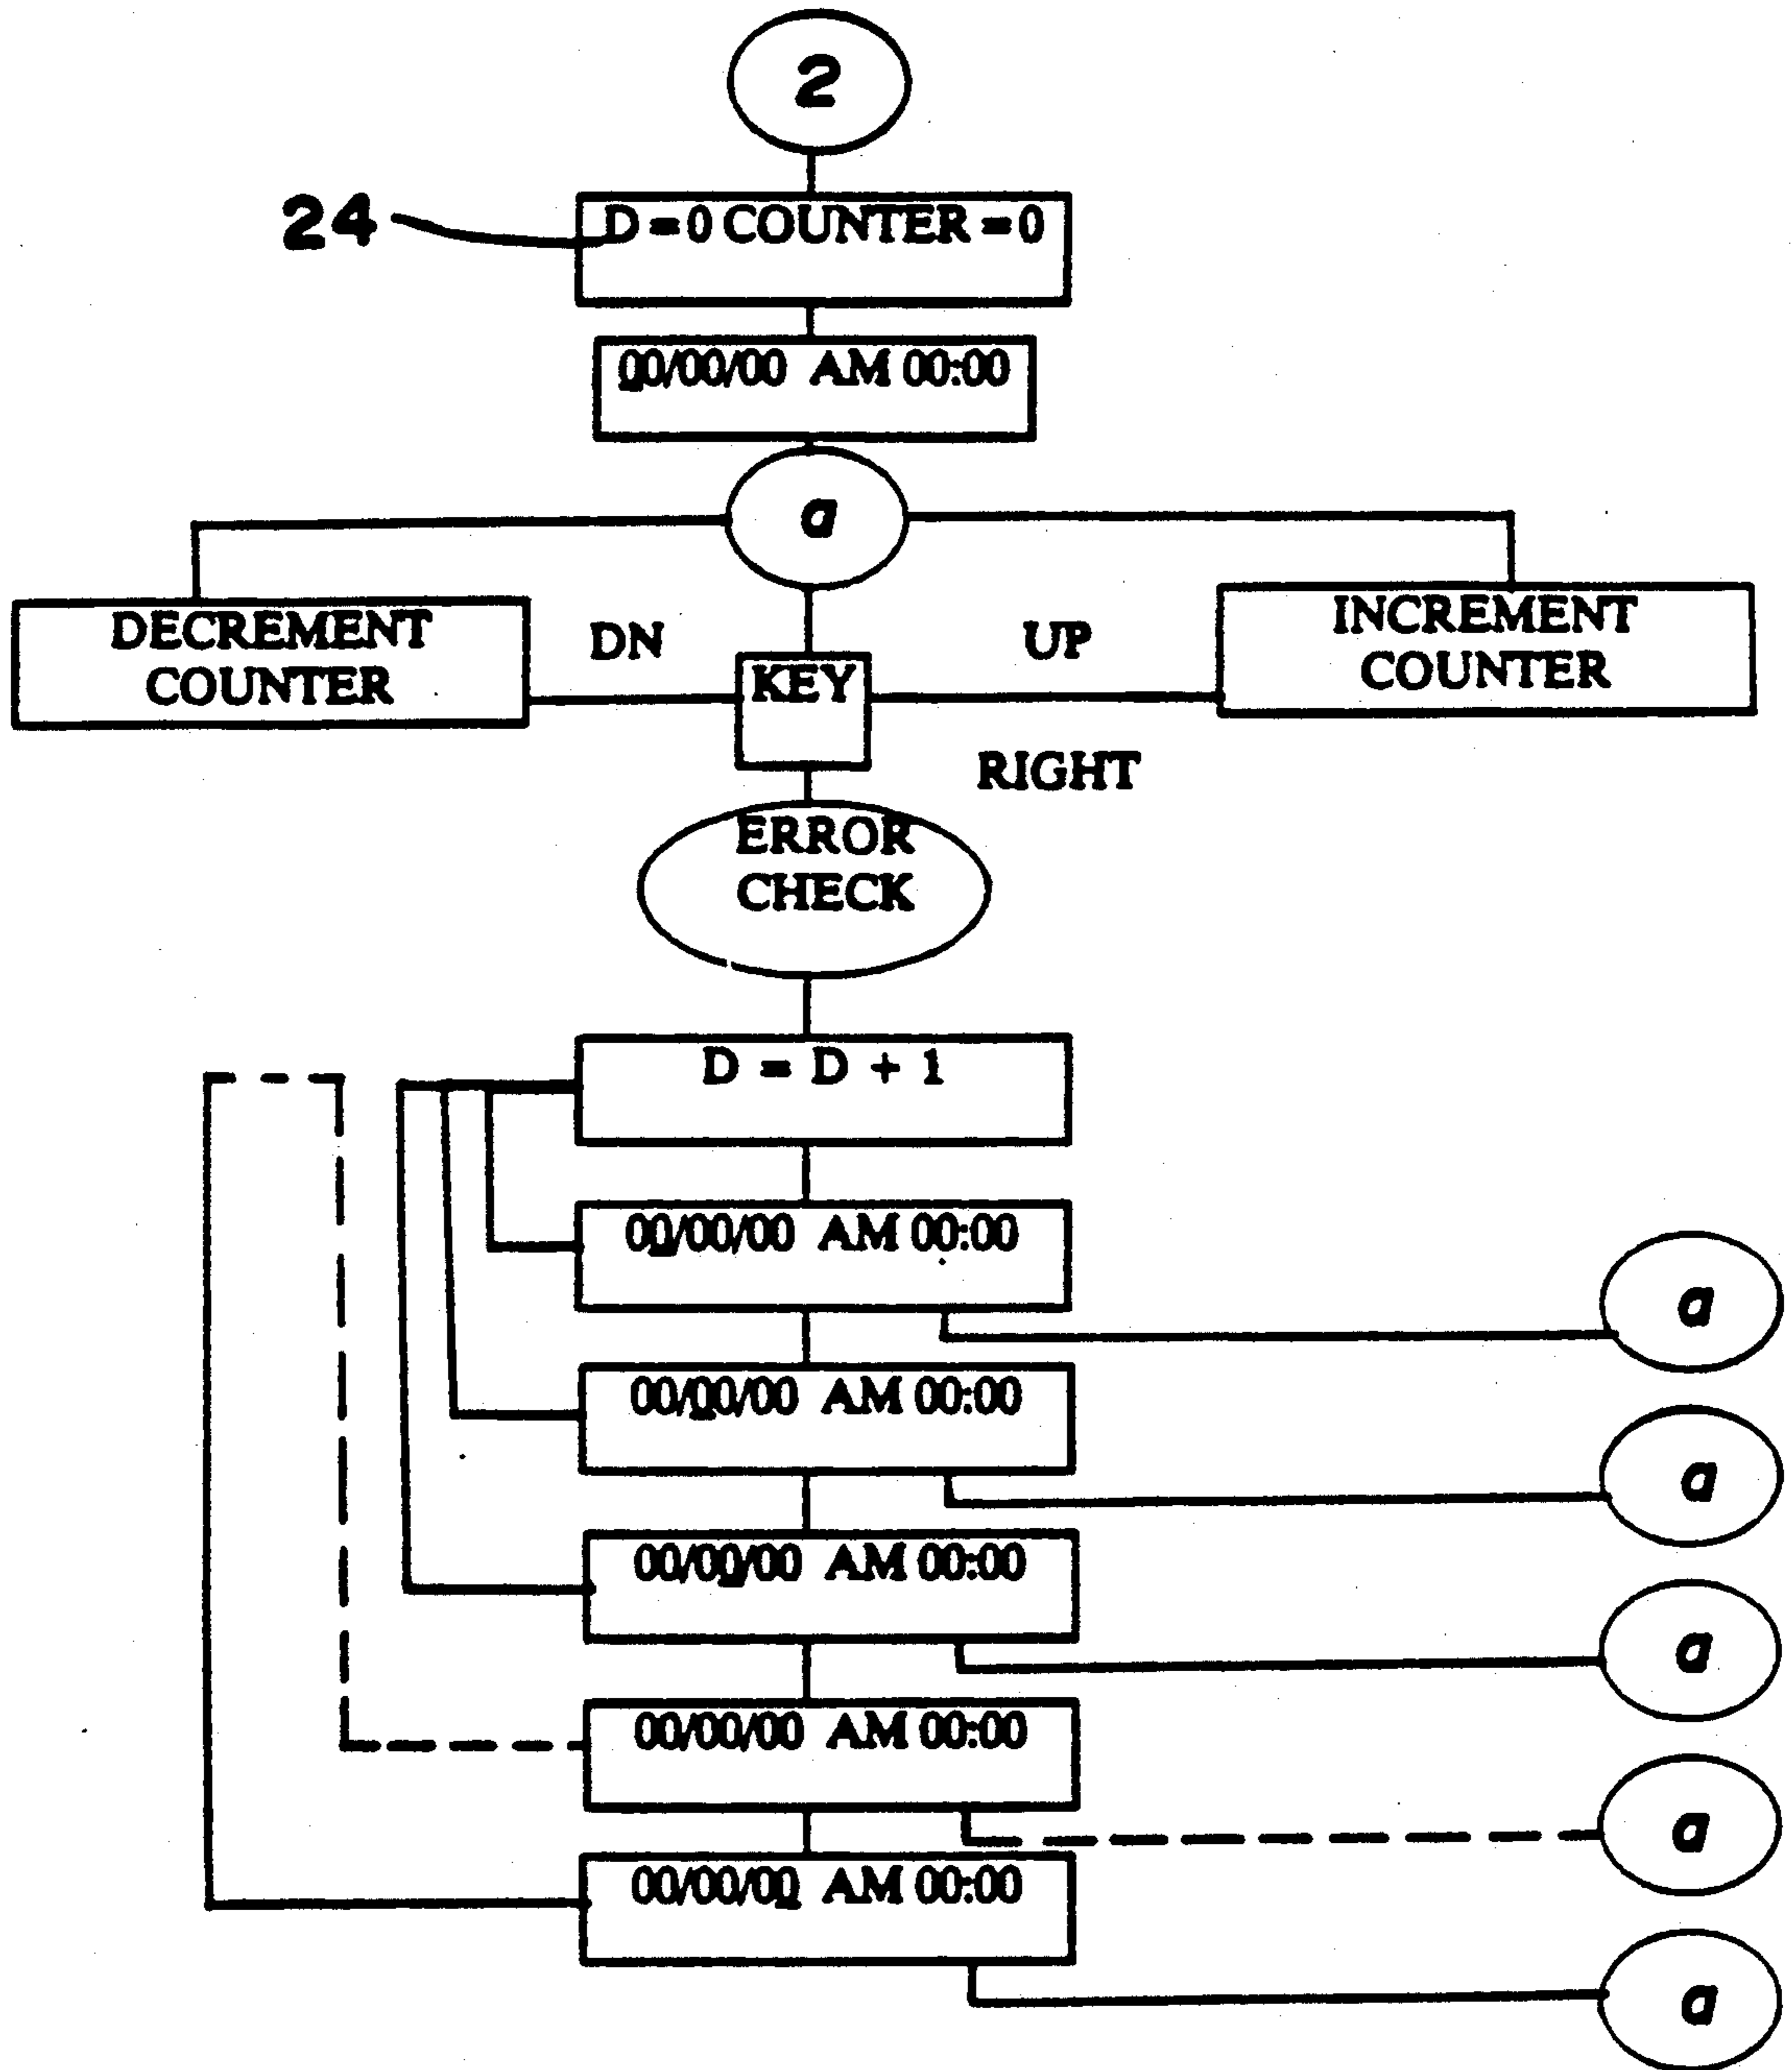 2
24
D = 0 COUNTER = 0
00/00/00 AM 00:00
a
DECREMENT
COUNTER
DN
KEY
UP
INCREMENT
COUNTER
RIGHT
ERROR
CHECK
D = D + 1
00/00/00 AM 00:00
a
00/00/00 AM 00:00
a
00/00/00 AM 00:00
a
00/00/00 AM 00:00
a
00/00/00 AM 00:00
a